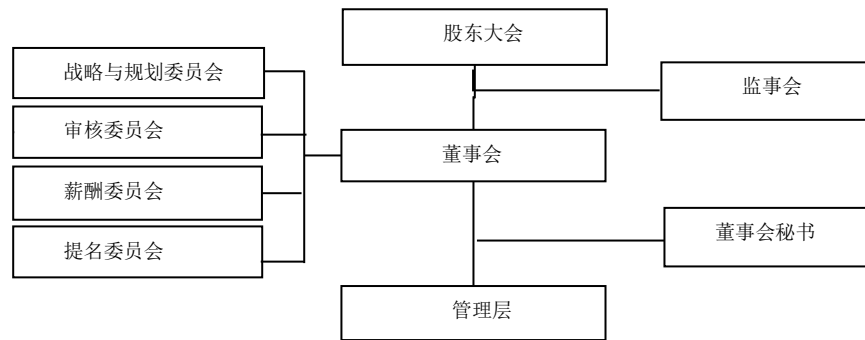 股东大会
战略与规划委员会
监事会
审核委员会
董事会
薪酬委员会
董事会秘书
提名委员会
管理层